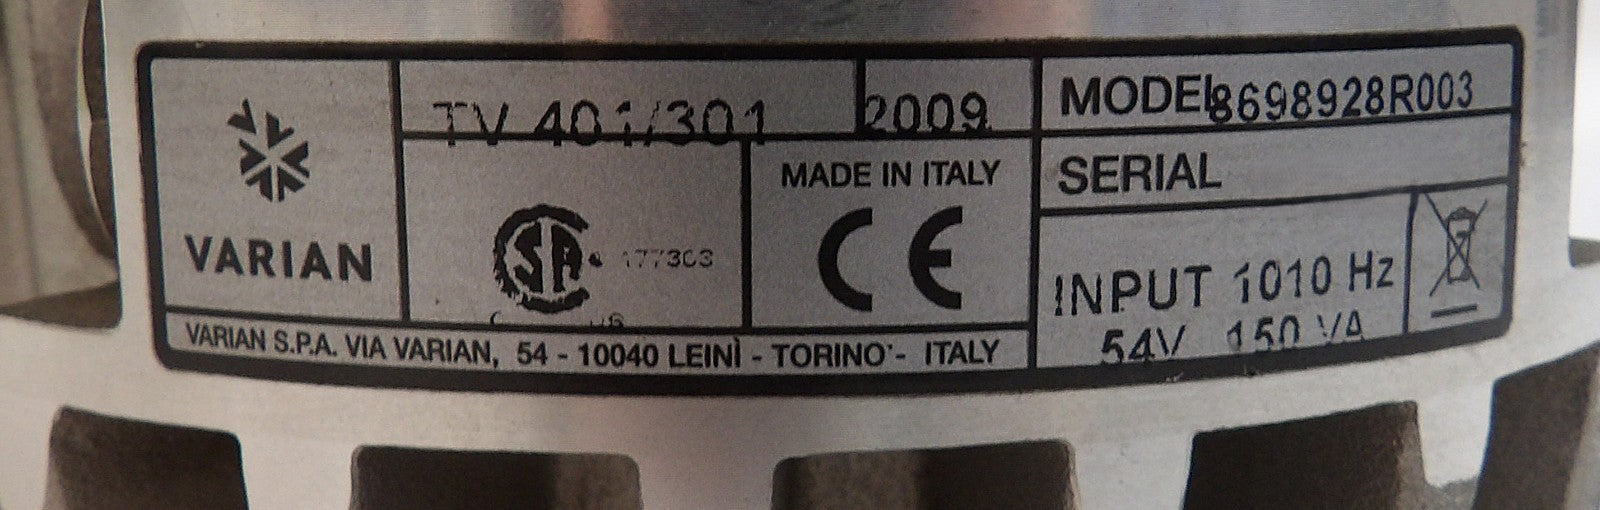 VARIAN
TV 401/301
2009
MODEL 8698928R003
MADE IN ITALY
SERIAL
CE
SA 177303
INPUT 1010 Hz
54V 150 VA
VARIAN S.P.A. VIA VARIAN, 54 - 10040 LEINÌ - TORINO - ITALY